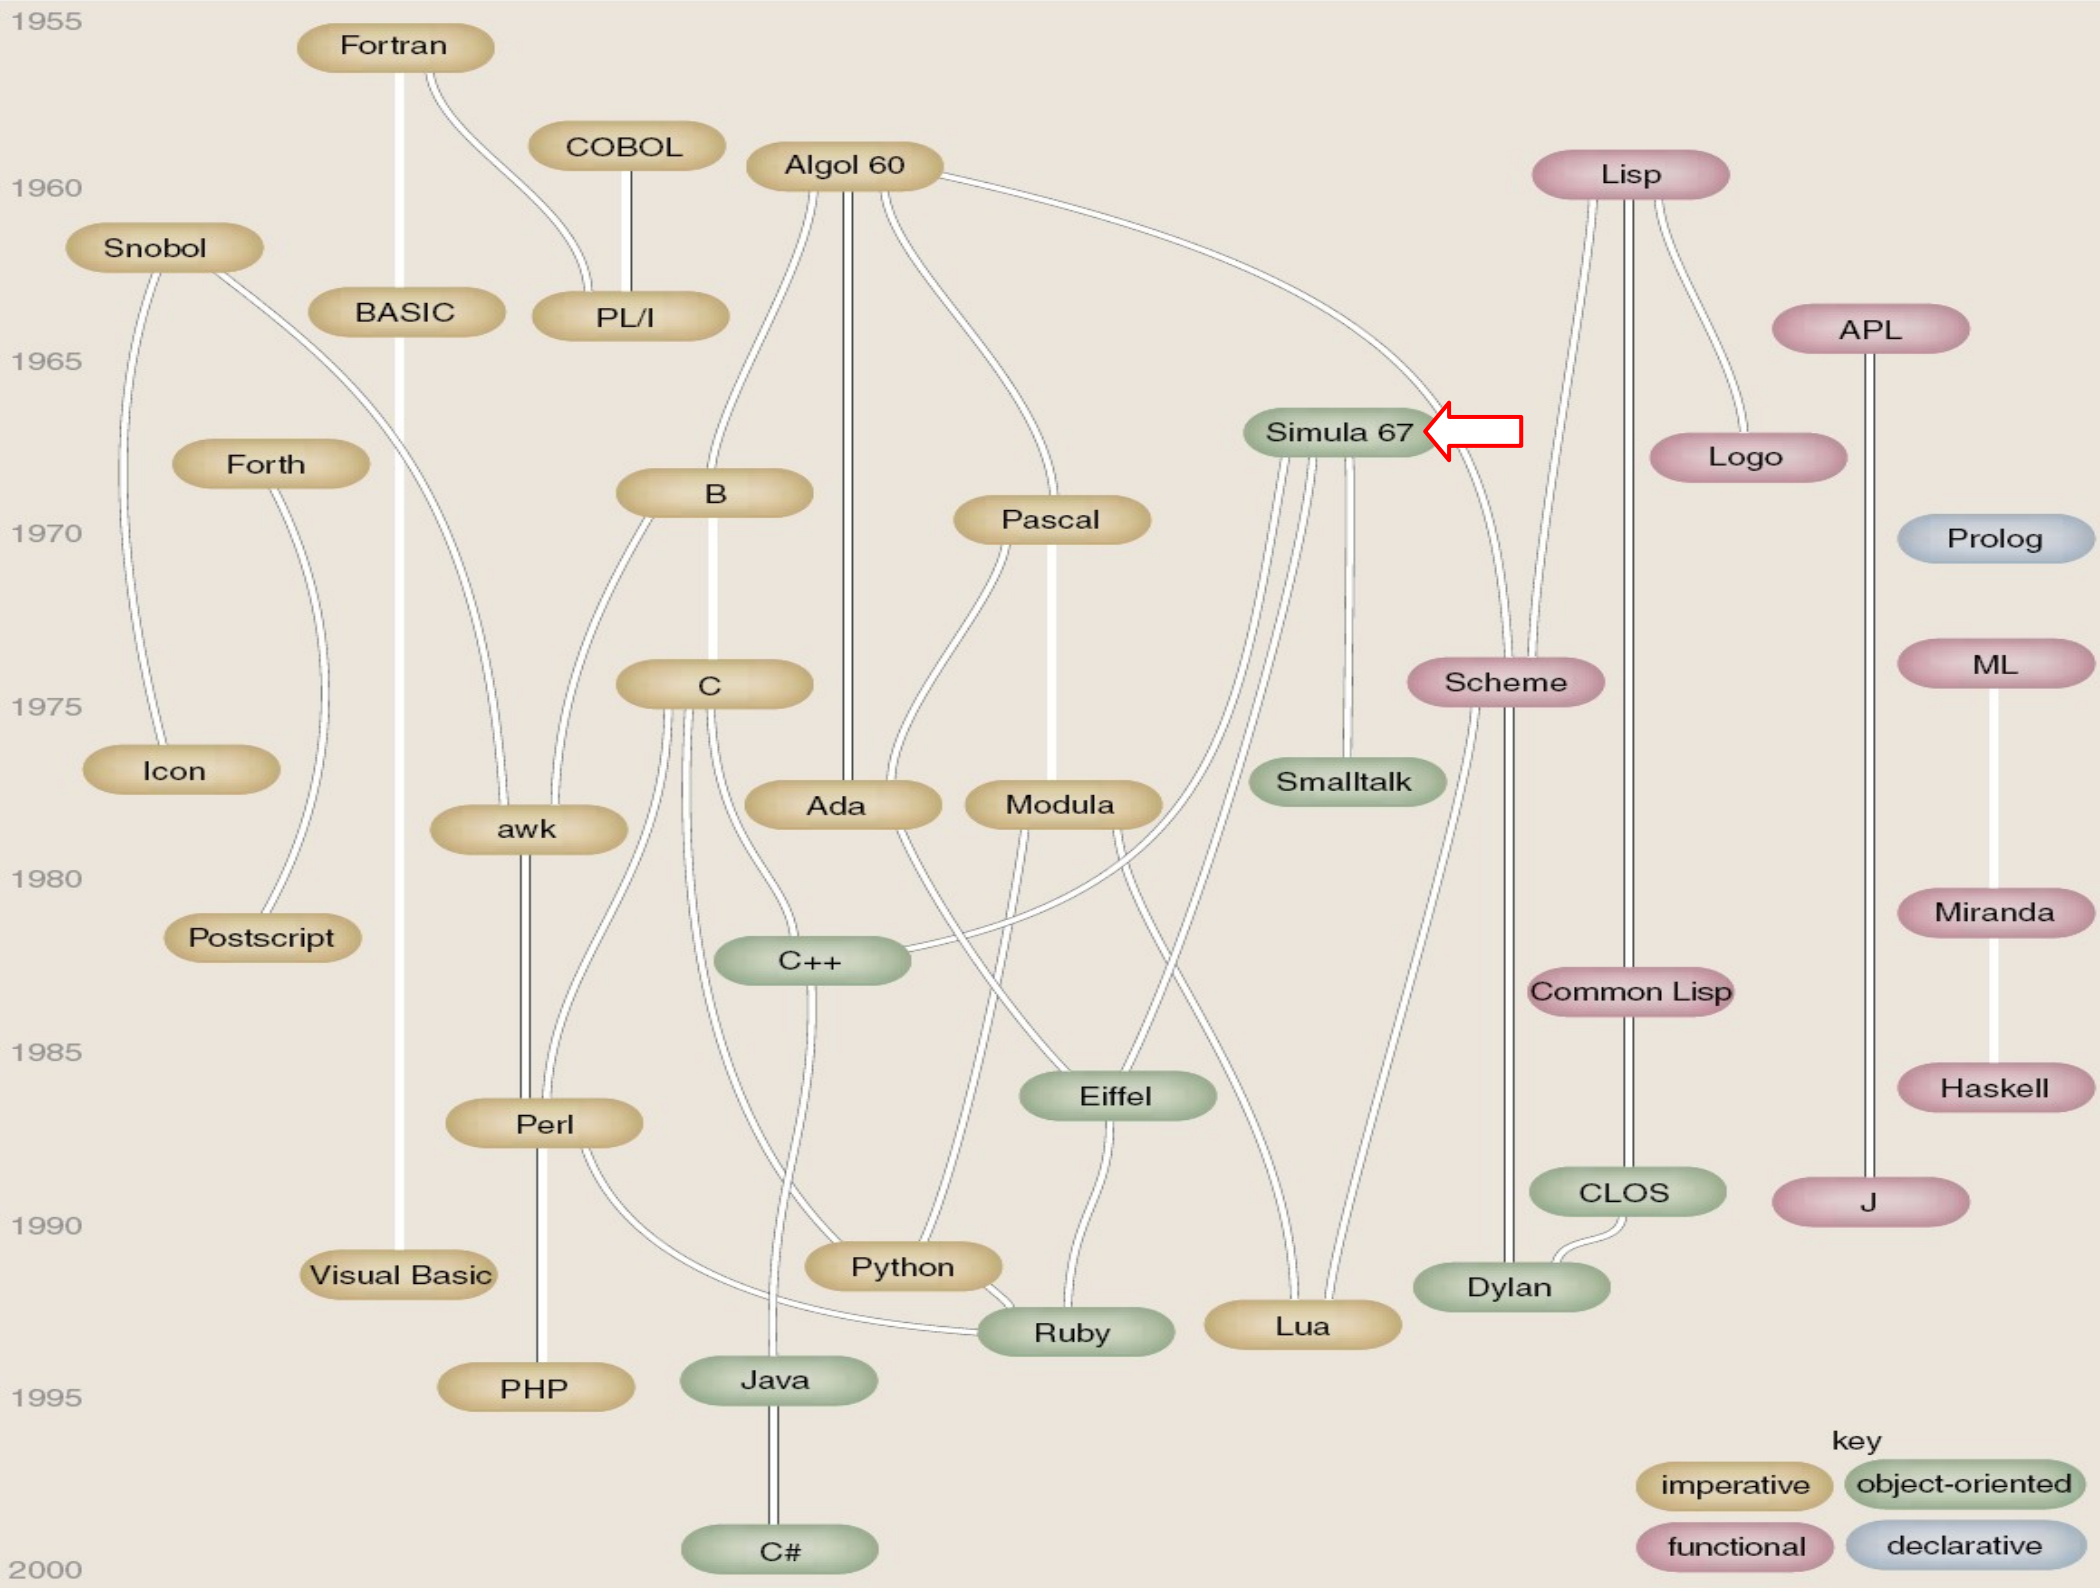 1955
Fortran
COBOL
Algol 60
Lisp
1960
Snobol
BASIC
PL/I
APL
1965
Simula 67
Logo
Forth
B
Pascal
1970
Prolog
ML
C
Scheme
1975
Icon
Smalltalk
Ada
Modula
awk
1980
Miranda
Postscript
C++
Common Lisp
1985
Haskell
Eiffel
Perl
CLOS
J
1990
Python
Visual Basic
Dylan
Lua
Ruby
Java
PHP
1995
key
imperative
object-oriented
functional
declarative
C#
2000